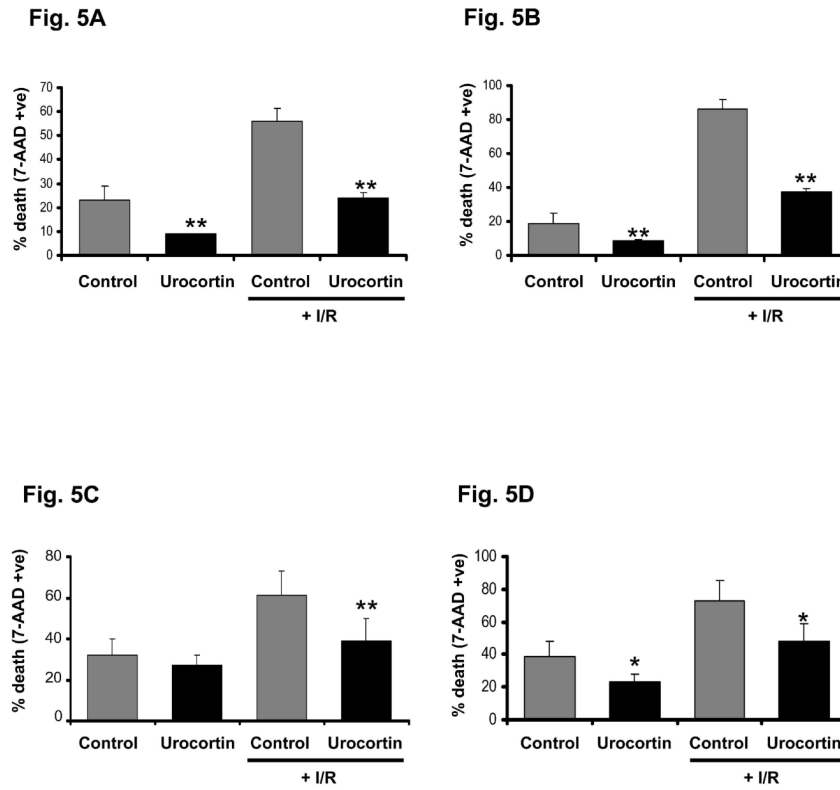 Fig. 5A
% death (7-AAD +ve)
70
60
50
40
30
20
10
0
**
**
Control Urocortin Control Urocortin
+ I/R
Fig. 5B
% death (7-AAD +ve)
100
80
60
40
20
0
**
**
Control Urocortin Control Urocortin
+ I/R
Fig. 5C
% death (7-AAD +ve)
80
60
40
20
0
**
Control Urocortin Control Urocortin
+ I/R
Fig. 5D
% death (7-AAD +ve)
100
80
60
40
20
0
*
*
Control Urocortin Control Urocortin
+ I/R